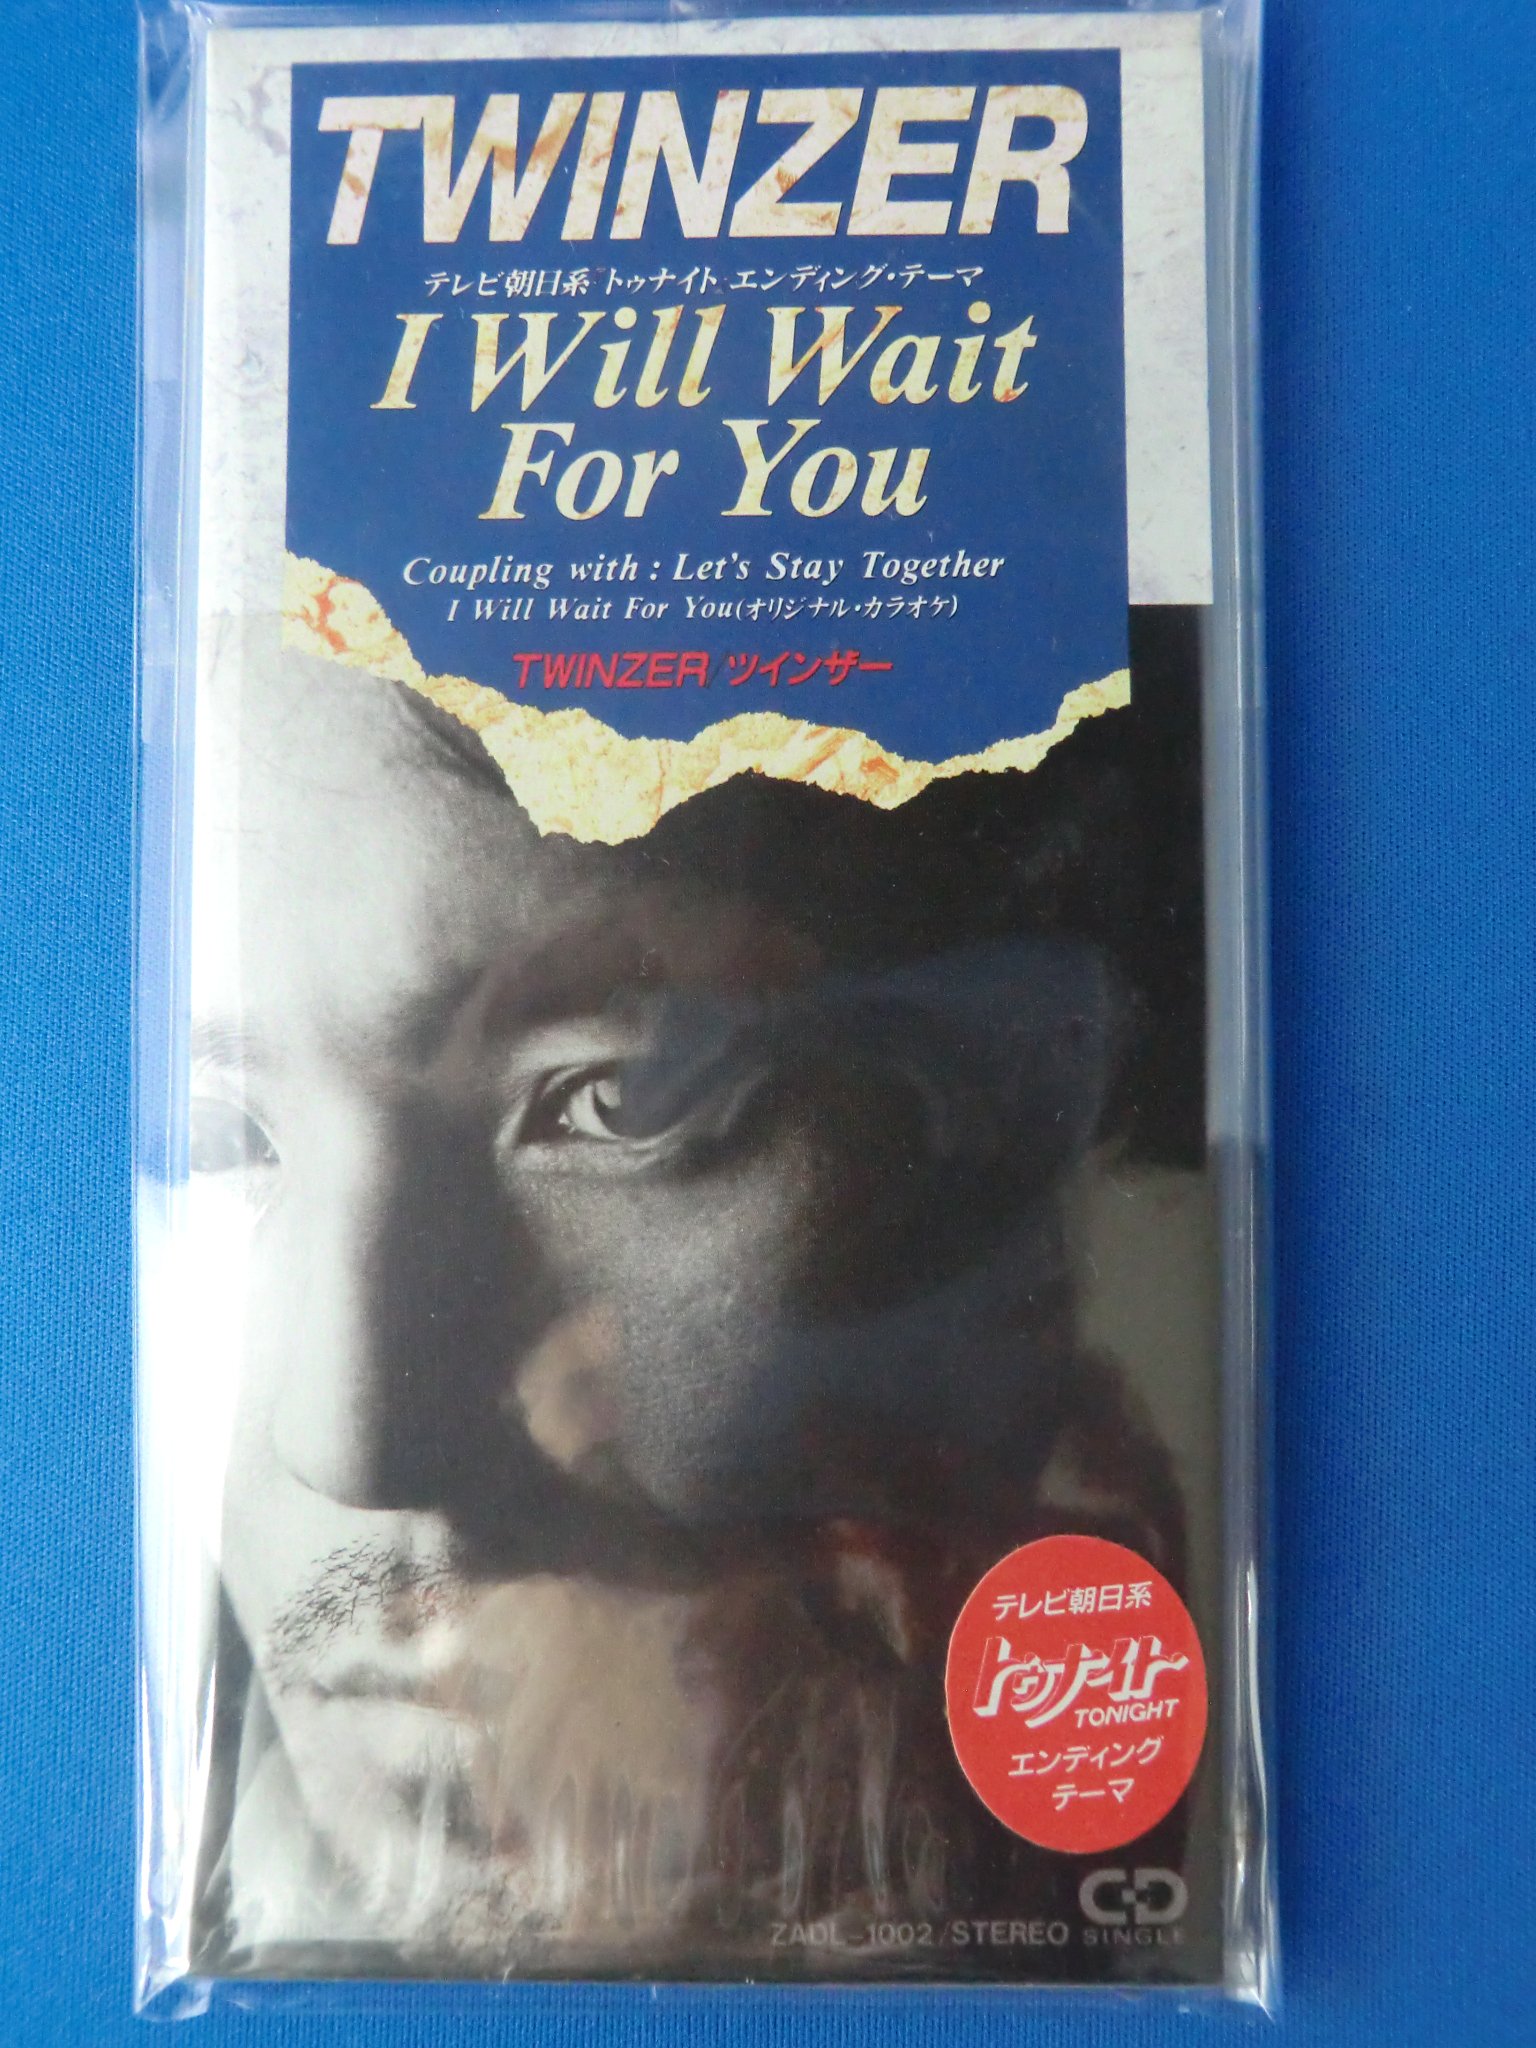 TWINZER
テレビ朝日系 トゥナイト エンディング・テーマ
I Will Wait
For You
Coupling with : Let's Stay Together
I Will Wait For You(オリジナル・カラオケ)
TWINZER/ツインザー
テレビ朝日系
トゥナイト
TONIGHT
エンディング
テーマ
CD
ZADL-1002/STEREO SINGLE